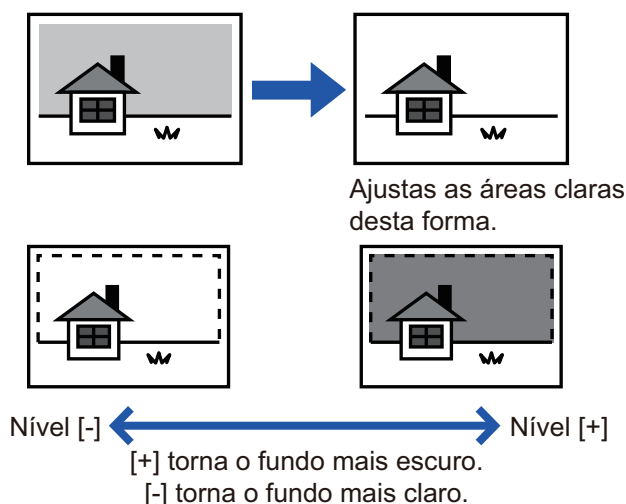 Ajustas as áreas claras
desta forma.
Nível [-]
Nível [+]
[+] torna o fundo mais escuro.
[-] torna o fundo mais claro.